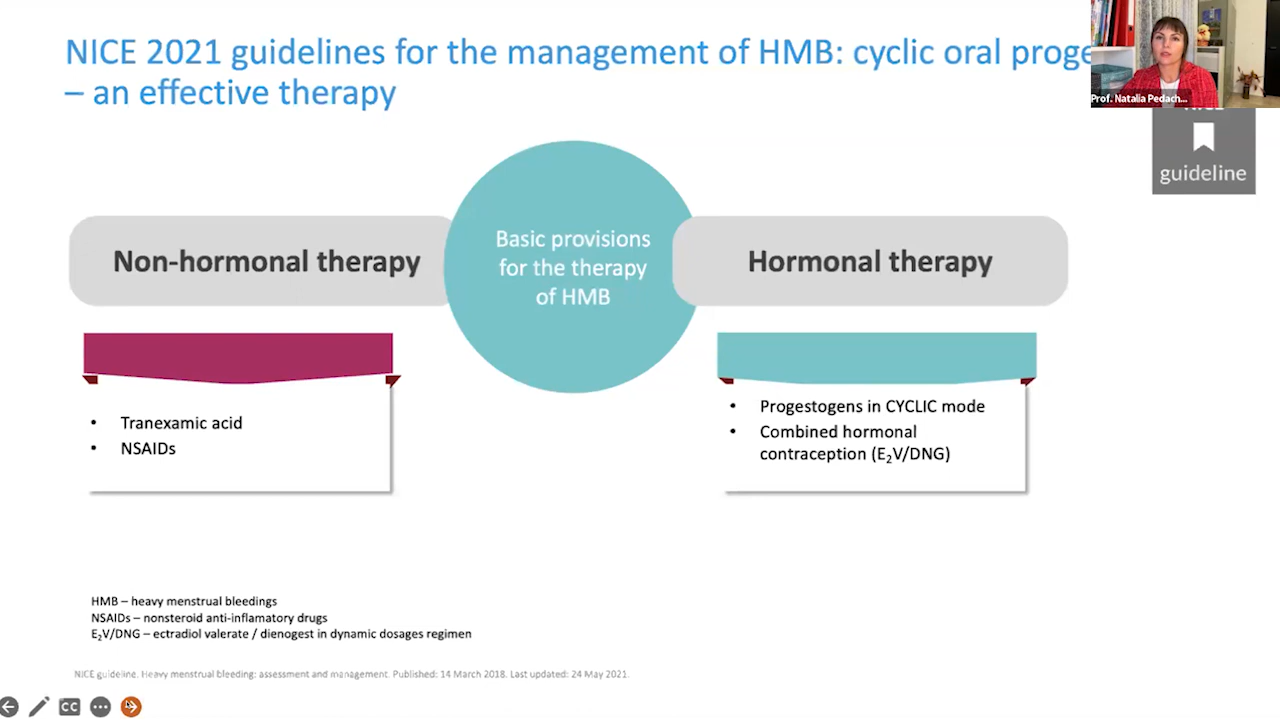 NICE 2021 guidelines for the management of HMB: cyclic oral proge
– an effective therapy
Prof. Natalia Pedach...
guideline
Non-hormonal therapy
Basic provisions
for the therapy
of HMB
Hormonal therapy
• Tranexamic acid
• NSAIDs
• Progestogens in CYCLIC mode
• Combined hormonal
contraception (E₂V/DNG)
HMB – heavy menstrual bleedings
NSAIDs – nonsteroid anti-inflamatory drugs
E₂V/DNG – ectradiol valerate / dienogest in dynamic dosages regimen
NICE guideline. Heavy menstrual bleeding: assessment and management. Published: 14 March 2018. Last updated: 24 May 2021.
CC